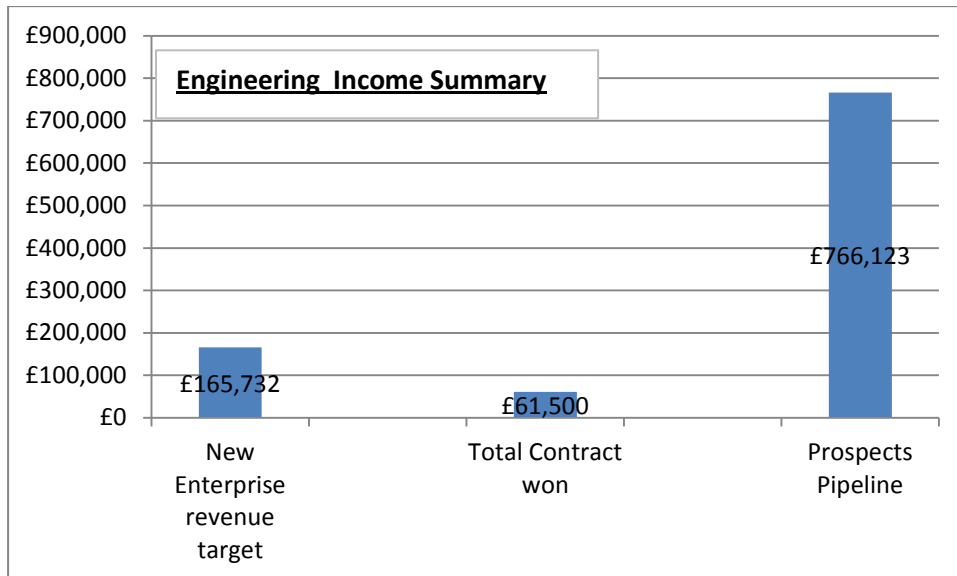 £900,000
£800,000
£700,000
£600,000
£500,000
£400,000
£300,000
£200,000
£100,000
£0
Engineering  Income Summary
£165,732
£61,500
£766,123
New
Enterprise
revenue
target
Total Contract
won
Prospects
Pipeline